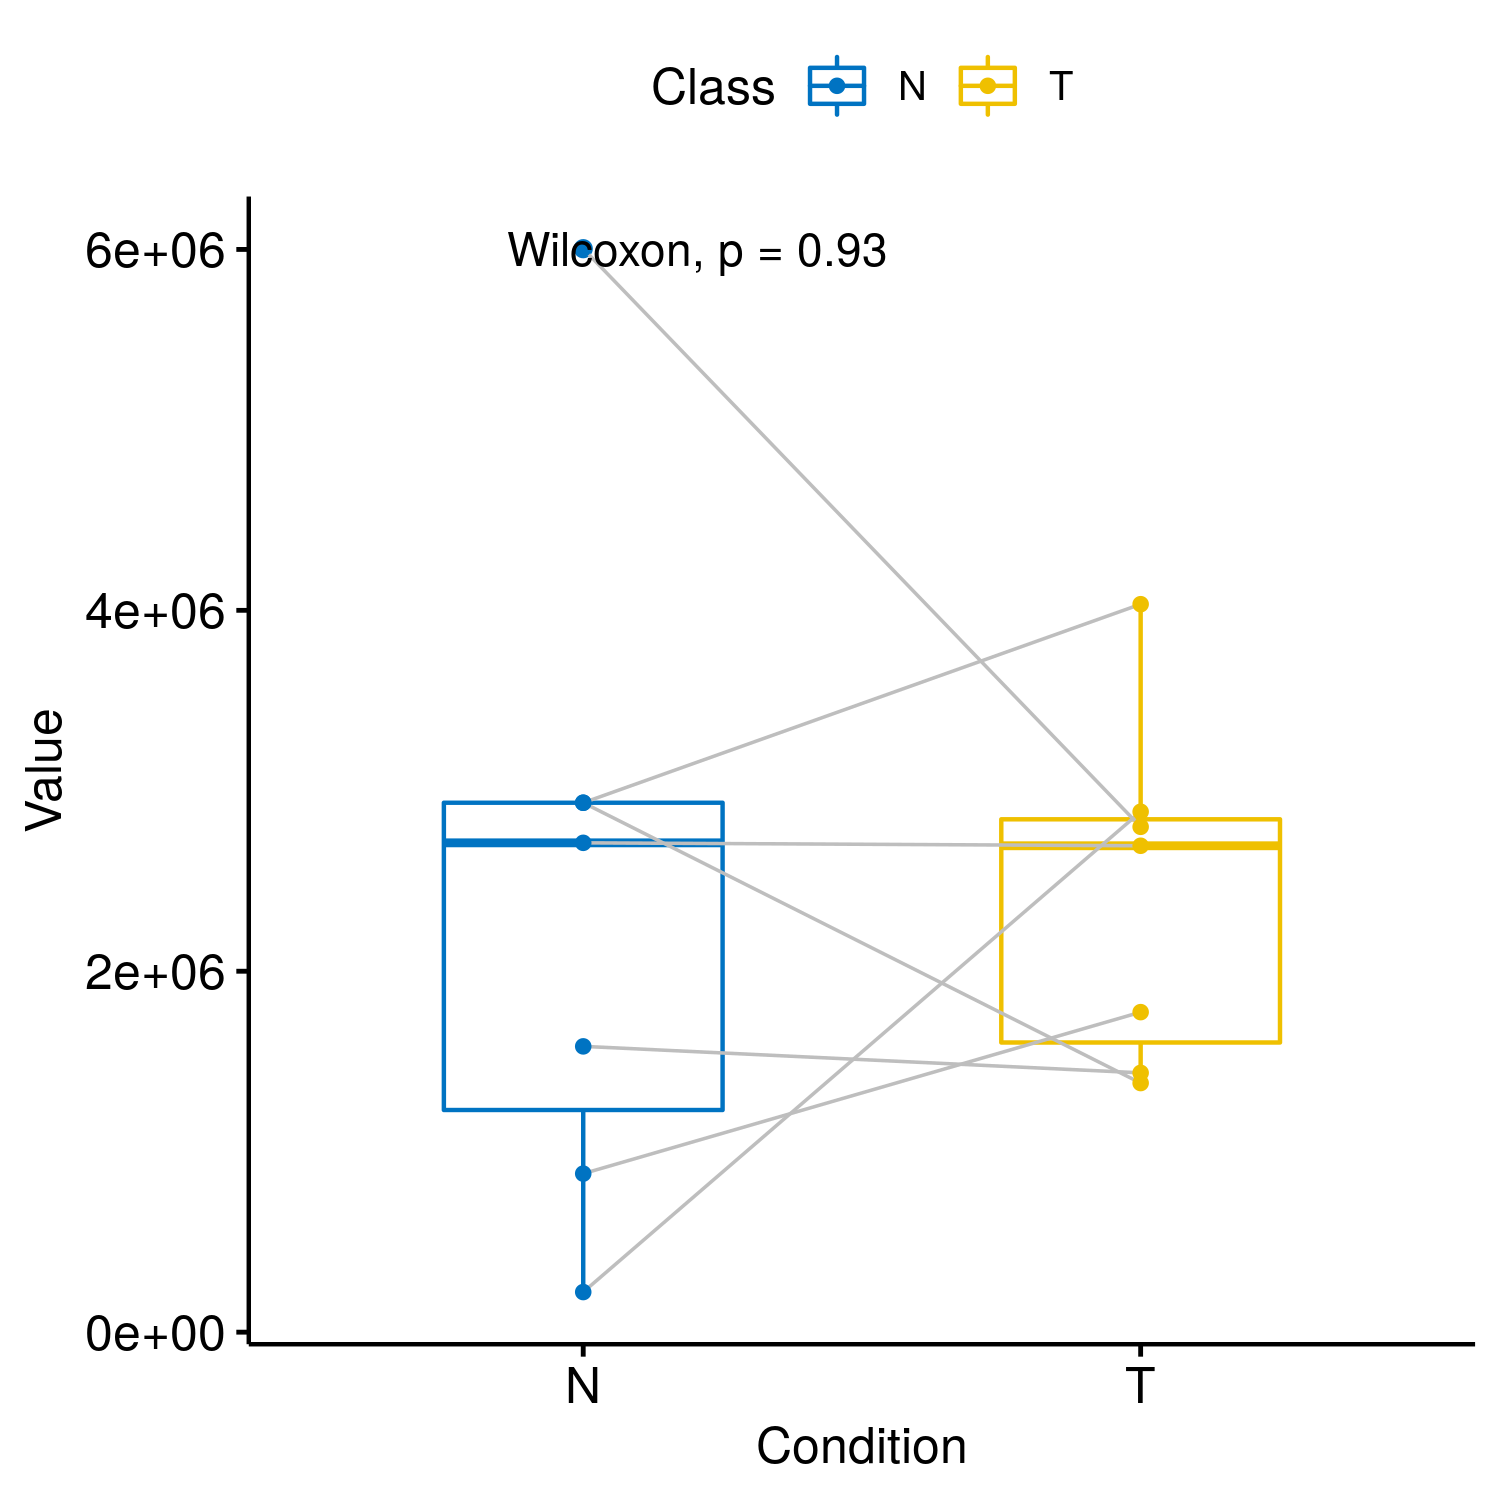 Class N T
Wilcoxon, p = 0.93
6e+06
4e+06
2e+06
0e+00
Value
N T
Condition